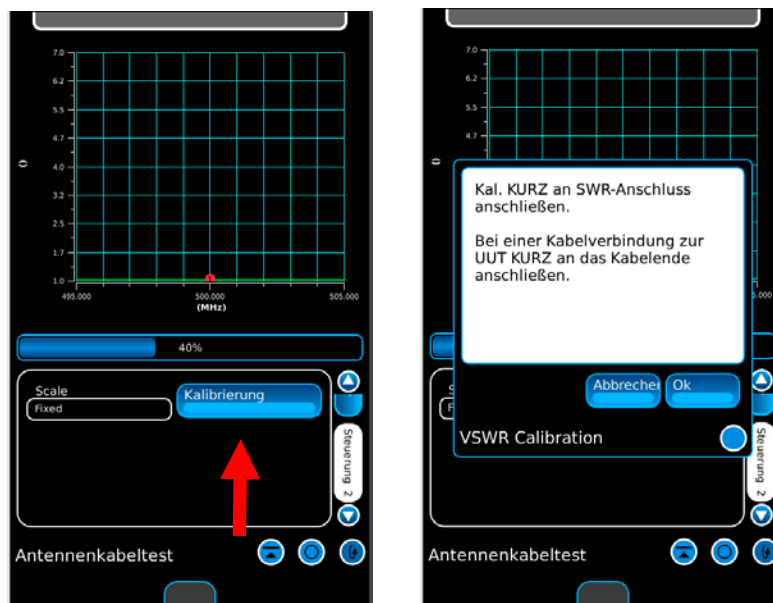 7.0
6.2
5.5
4.7
4.0
3.2
2.5
1.7
1.0
495.000
500.000
505.000
(MHz)
40%
Scale
Fixed
Kalibrierung
Steuerung 2
Antennenkabeltest
7.0
6.2
5.5
4.7
Kal. KURZ an SWR-Anschluss
anschließen.
Bei einer Kabelverbindung zur
UUT KURZ an das Kabelende
anschließen.
Abbrechen
Ok
VSWR Calibration
Steuerung 2
Antennenkabeltest